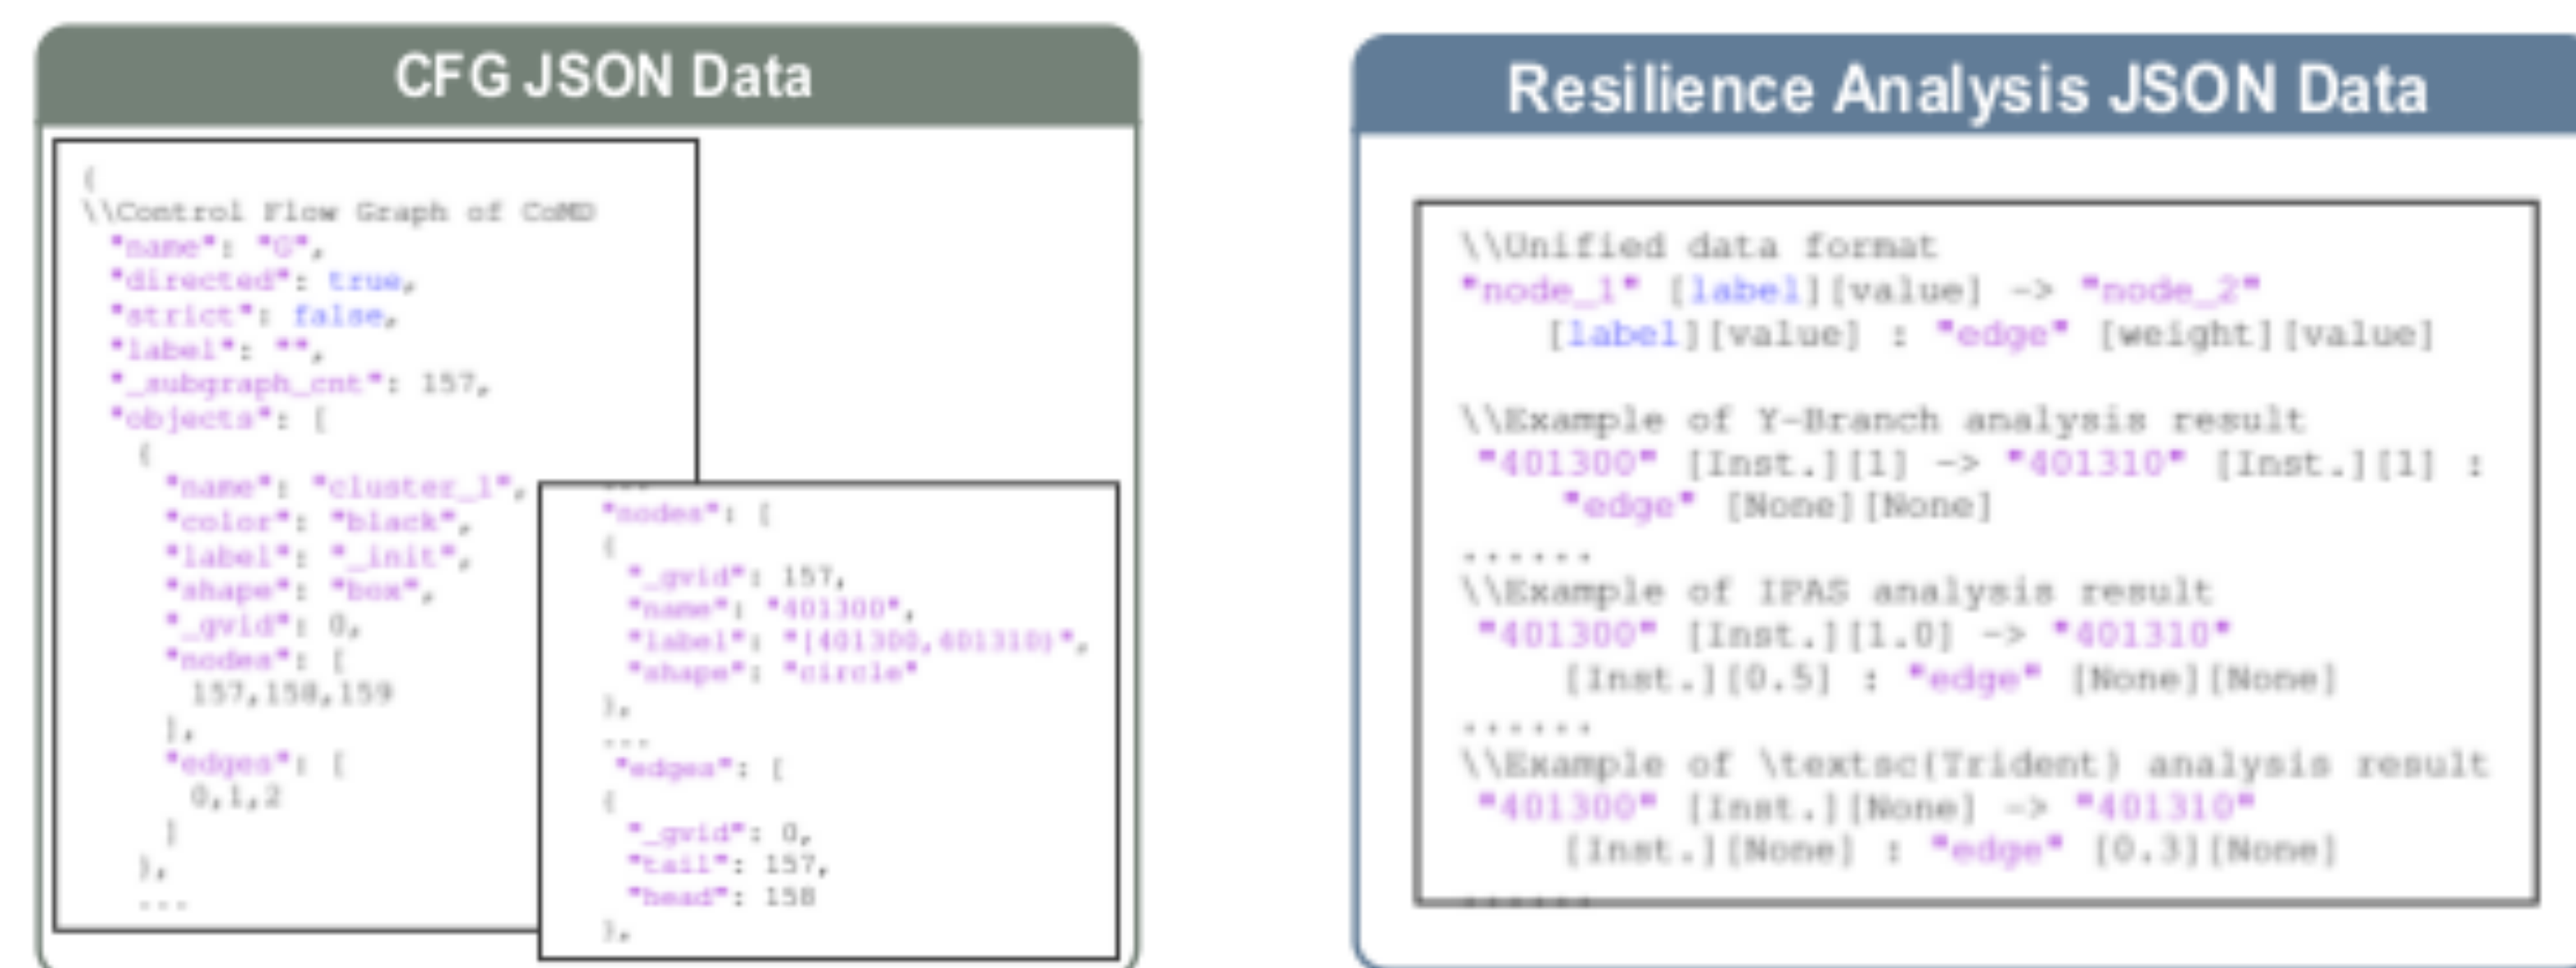 CFG JSON Data
{
\\Control Flow Graph of CoMD
"name": "G",
"directed": true,
"strict": false,
"label": "",
"_subgraph_cnt": 157,
"objects": [
{
"name": "cluster_1",
"color": "black",
"label": "_init",
"shape": "box",
"_gvid": 0,
"nodes": [
157,158,159
],
"edges": [
0,1,2
]
},
...
"nodes": [
{
"_gvid": 157,
"name": "401300",
"label": "[401300,401310)",
"shape": "circle"
},
...
"edges": [
{
"_gvid": 0,
"tail": 157,
"head": 158
},
Resilience Analysis JSON Data
\\Unified data format
"node_1" [label][value] -> "node_2"
[label][value] : "edge" [weight][value]
\\Example of Y-Branch analysis result
"401300" [Inst.][1] -> "401310" [Inst.][1] :
"edge" [None][None]
......
\\Example of IPAS analysis result
"401300" [Inst.][1.0] -> "401310"
[Inst.][0.5] : "edge" [None][None]
......
\\Example of \textsc(Trident) analysis result
"401300" [Inst.][None] -> "401310"
[Inst.][None] : "edge" [0.3][None]
......